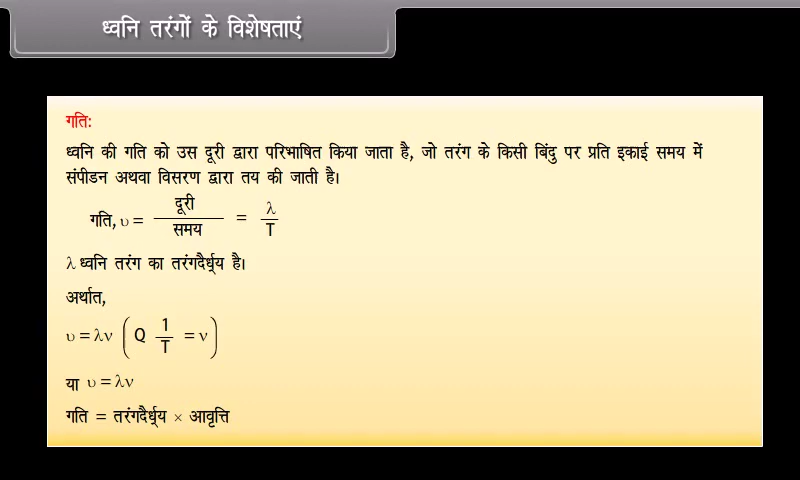 ध्वनि तरंगों के विशेषताएं
गति:
ध्वनि की गति को उस दूरी द्वारा परिभाषित किया जाता है, जो तरंग के किसी बिंदु पर प्रति इकाई समय में
संपीडन अथवा विसरण द्वारा तय की जाती है।
गति, υ = दूरी / समय = λ / T
λ ध्वनि तरंग का तरंगदैर्ध्य है।
अर्थात,
υ = λν ( Q 1 / T = ν )
या υ = λν
गति = तरंगदैर्ध्य × आवृत्ति